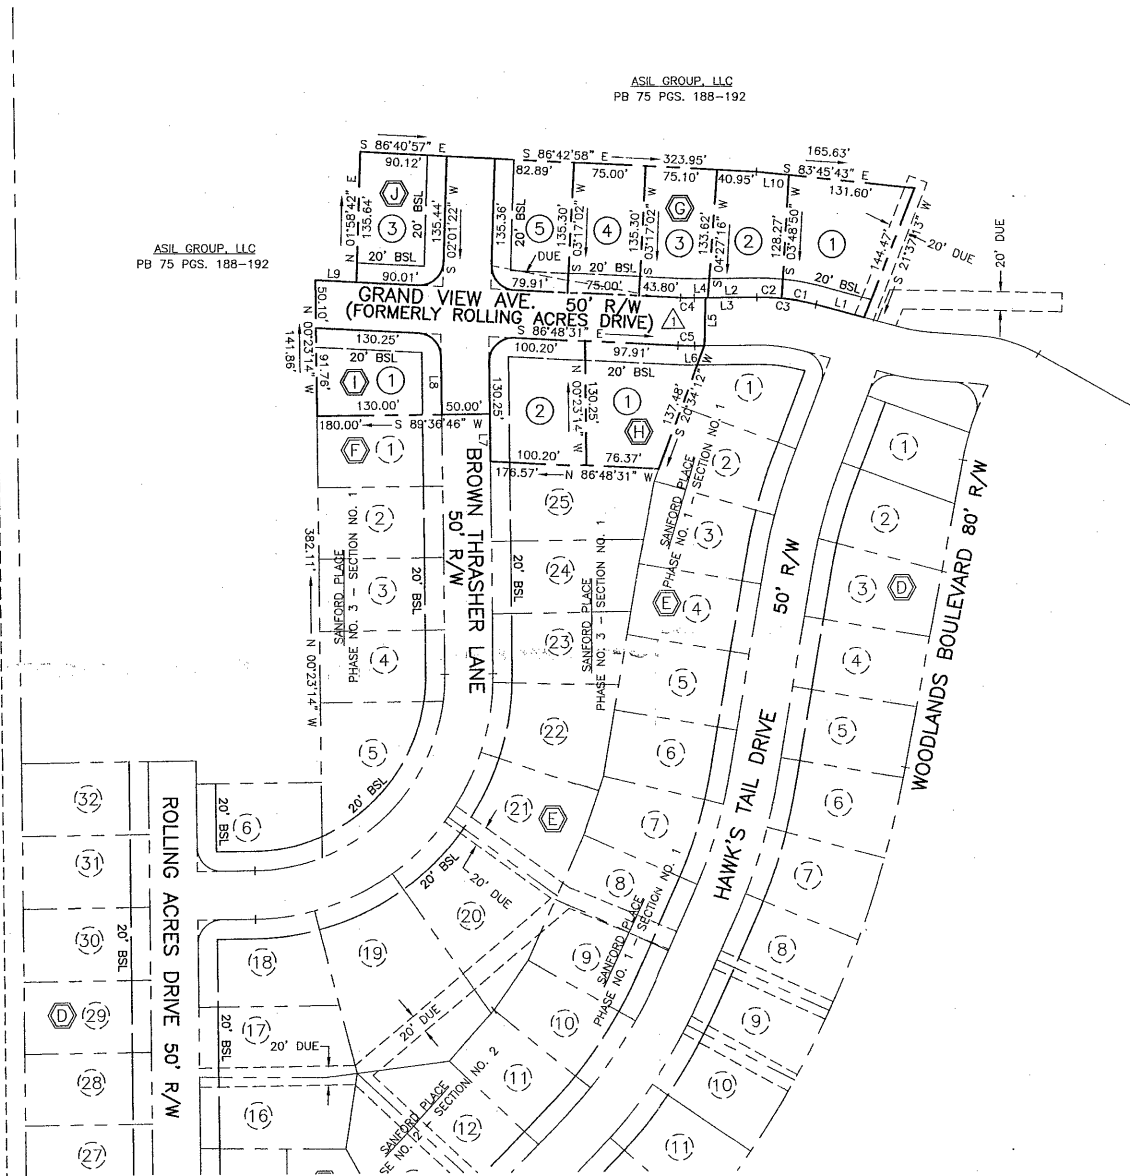 ASIL GROUP, LLC
PB 75 PGS. 188-192
ASIL GROUP, LLC
PB 75 PGS. 188-192
S 86°40'57" E
90.12'
S 86°42'58" E
323.95'
82.89'
75.00'
75.10'
40.95'
L10
165.63'
S 83°45'43" E
131.60'
N 01°58'42" E
135.64'
J
3
20' BSL
135.44'
S 02°01'22" W
20' BSL
90.01'
L9
135.36'
20' BSL
5
135.30'
S 03°17'02" W
4
135.30'
S 03°17'02" W
G
3
133.62'
S 04°27'16" W
2
128.27'
S 03°48'50" W
1
144.47'
S 21°37'13" W
20' DUE
20' DUE
DUE
20' BSL
20' BSL
79.91'
75.00'
43.80'
L4
L2
C2
C1
L1
C4
L3
C3
L5
GRAND VIEW AVE. 50' R/W
(FORMERLY ROLLING ACRES DRIVE)
1
S 86°48'31" E
C5
L6
50.10'
N 00°23'14" W
141.86'
91.76'
130.25'
20' BSL
I
1
L8
130.00'
50.00'
180.00'
S 89°36'46" W
L7
100.20'
97.91'
20' BSL
130.25'
2
N 00°23'14" W
130.25'
1
H
137.48'
S 20°34'12" W
100.20'
76.37'
176.57'
N 86°48'31" W
F
1
2
3
4
5
6
382.11'
N 00°23'14" W
SANFORD PLACE
PHASE NO. 3 - SECTION NO. 1
20' BSL
20' BSL
20' BSL
BROWN THRASHER LANE
50' R/W
20' BSL
25
24
23
22
21
E
SANFORD PLACE
PHASE NO. 3 - SECTION NO. 1
1
2
3
4
5
6
7
8
9
10
11
12
E
SANFORD PLACE
PHASE NO. 1 - SECTION NO. 1
SANFORD PLACE
PHASE NO. 1 - SECTION NO. 1
HAWK'S TAIL DRIVE
50' R/W
1
2
3
D
4
5
6
7
8
9
10
11
WOODLANDS BOULEVARD 80' R/W
20' BSL
20' DUE
20
19
18
17
16
20' BSL
20' DUE
20' DUE
SANFORD PLACE
SE NO. 2 - SECTION NO. 2
32
31
30
D
29
28
27
20' BSL
ROLLING ACRES DRIVE 50' R/W